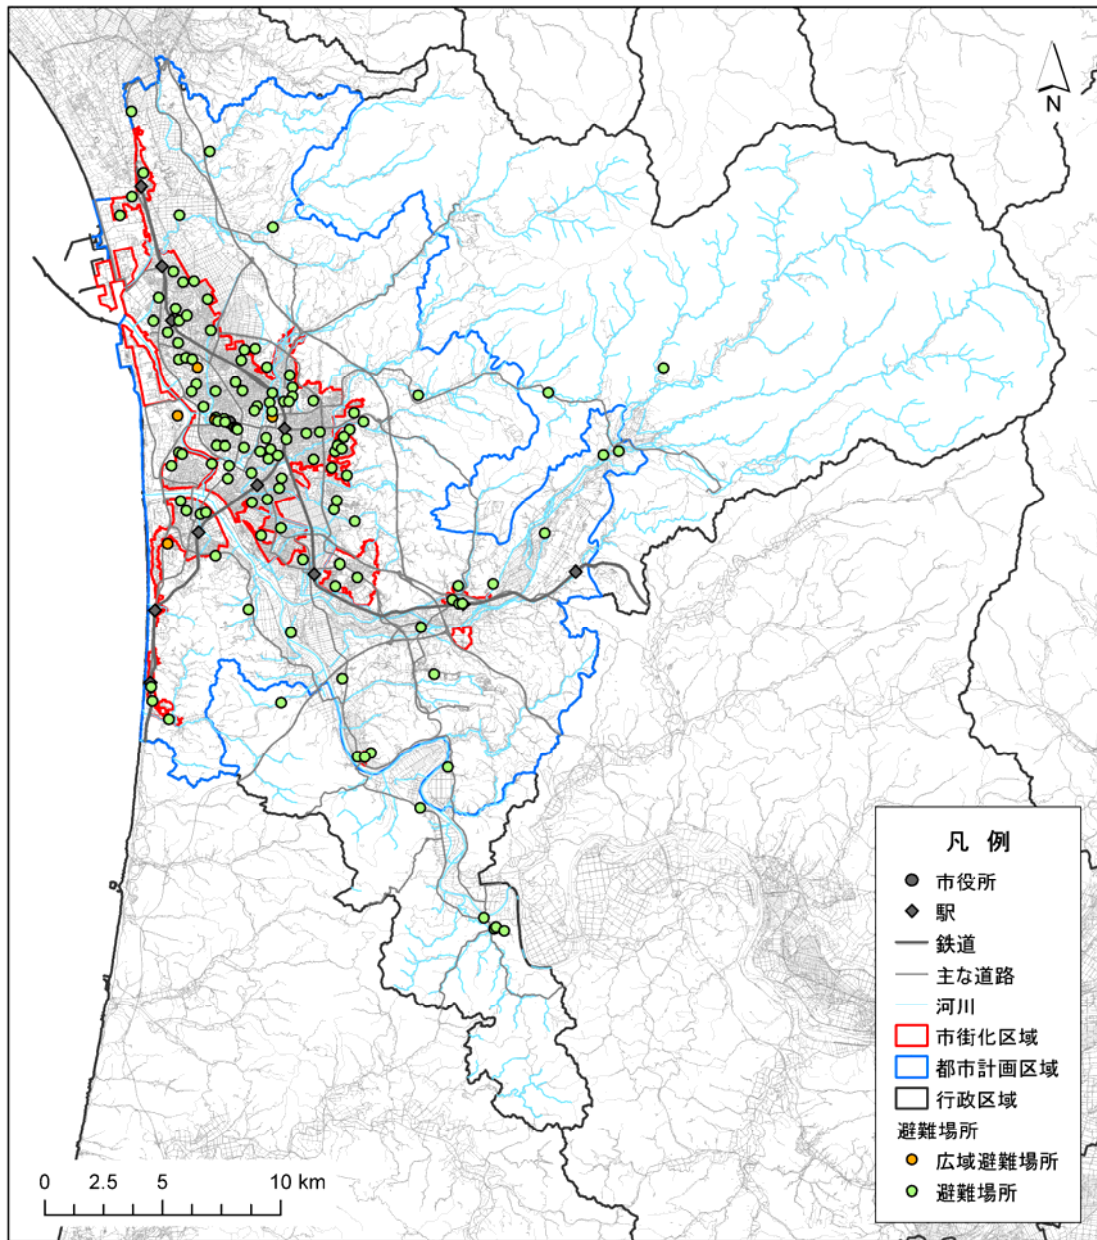 N
凡 例
市役所
駅
鉄道
主な道路
河川
市街化区域
都市計画区域
行政区域
避難場所
広域避難場所
避難場所
0 2.5 5 10 km